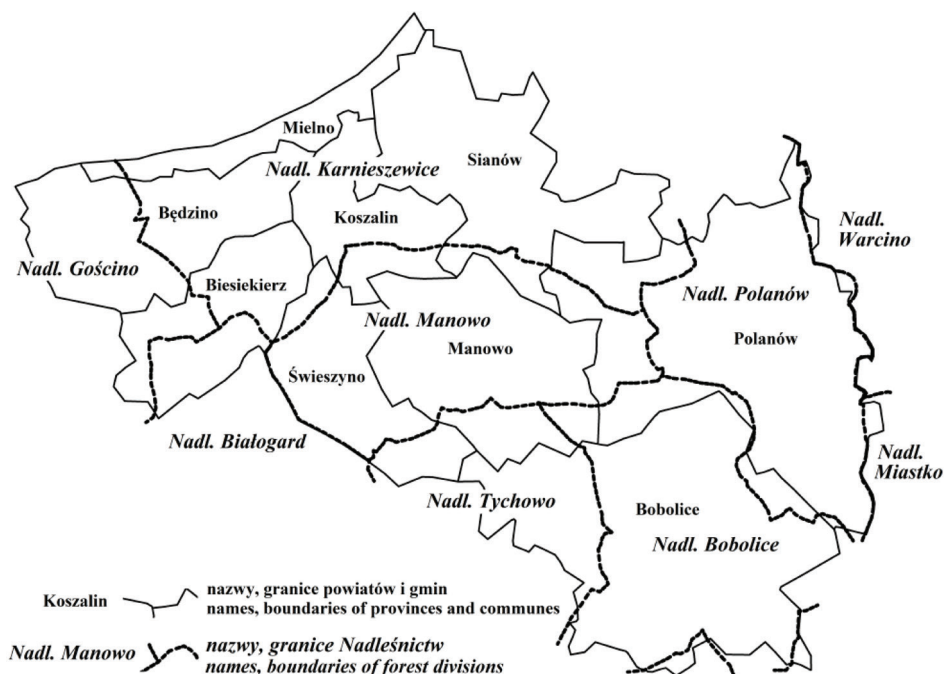 Mielno
Nadl. Karnieszewice
Sianów
Będzino
Koszalin
Nadl.
Warcino
Nadl. Gościno
Biesiekierz
Nadl. Polanów
Nadl. Manowo
Manowo
Polanów
Świeszyno
Nadl. Białogard
Nadl.
Miastko
Nadl. Tychowo
Bobolice
Nadl. Bobolice
Koszalin
nazwy, granice powiatów i gmin
names, boundaries of provinces and communes
Nadl. Manowo
nazwy, granice Nadleśnictw
names, boundaries of forest divisions